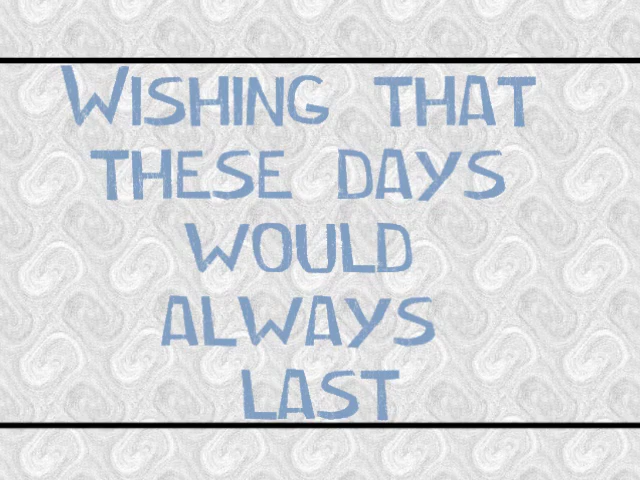 WISHING THAT
THESE DAYS
WOULD
ALWAYS
LAST